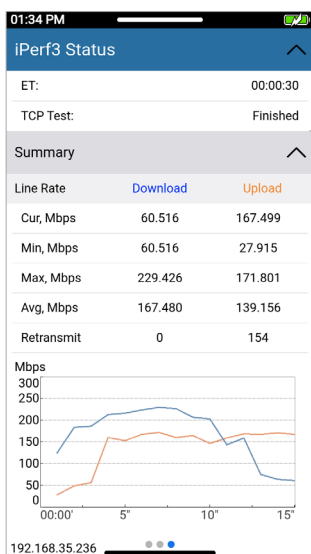 01:34 PM
iPerf3 Status
ET: 00:00:30
TCP Test: Finished
Summary
Line Rate Download Upload
Cur, Mbps 60.516 167.499
Min, Mbps 60.516 27.915
Max, Mbps 229.426 171.801
Avg, Mbps 167.480 139.156
Retransmit 0 154
Mbps
300
250
200
150
100
50
0
00:00' 5" 10" 15"
192.168.35.236